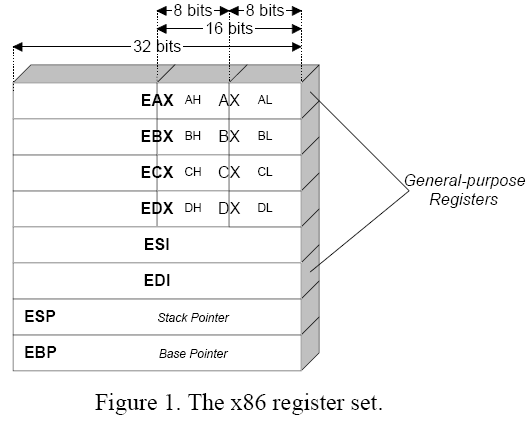 8 bits 8 bits
16 bits
32 bits
EAX AH AX AL
EBX BH BX BL
ECX CH CX CL
EDX DH DX DL
ESI
EDI
ESP Stack Pointer
EBP Base Pointer
General-purpose
Registers
Figure 1. The x86 register set.